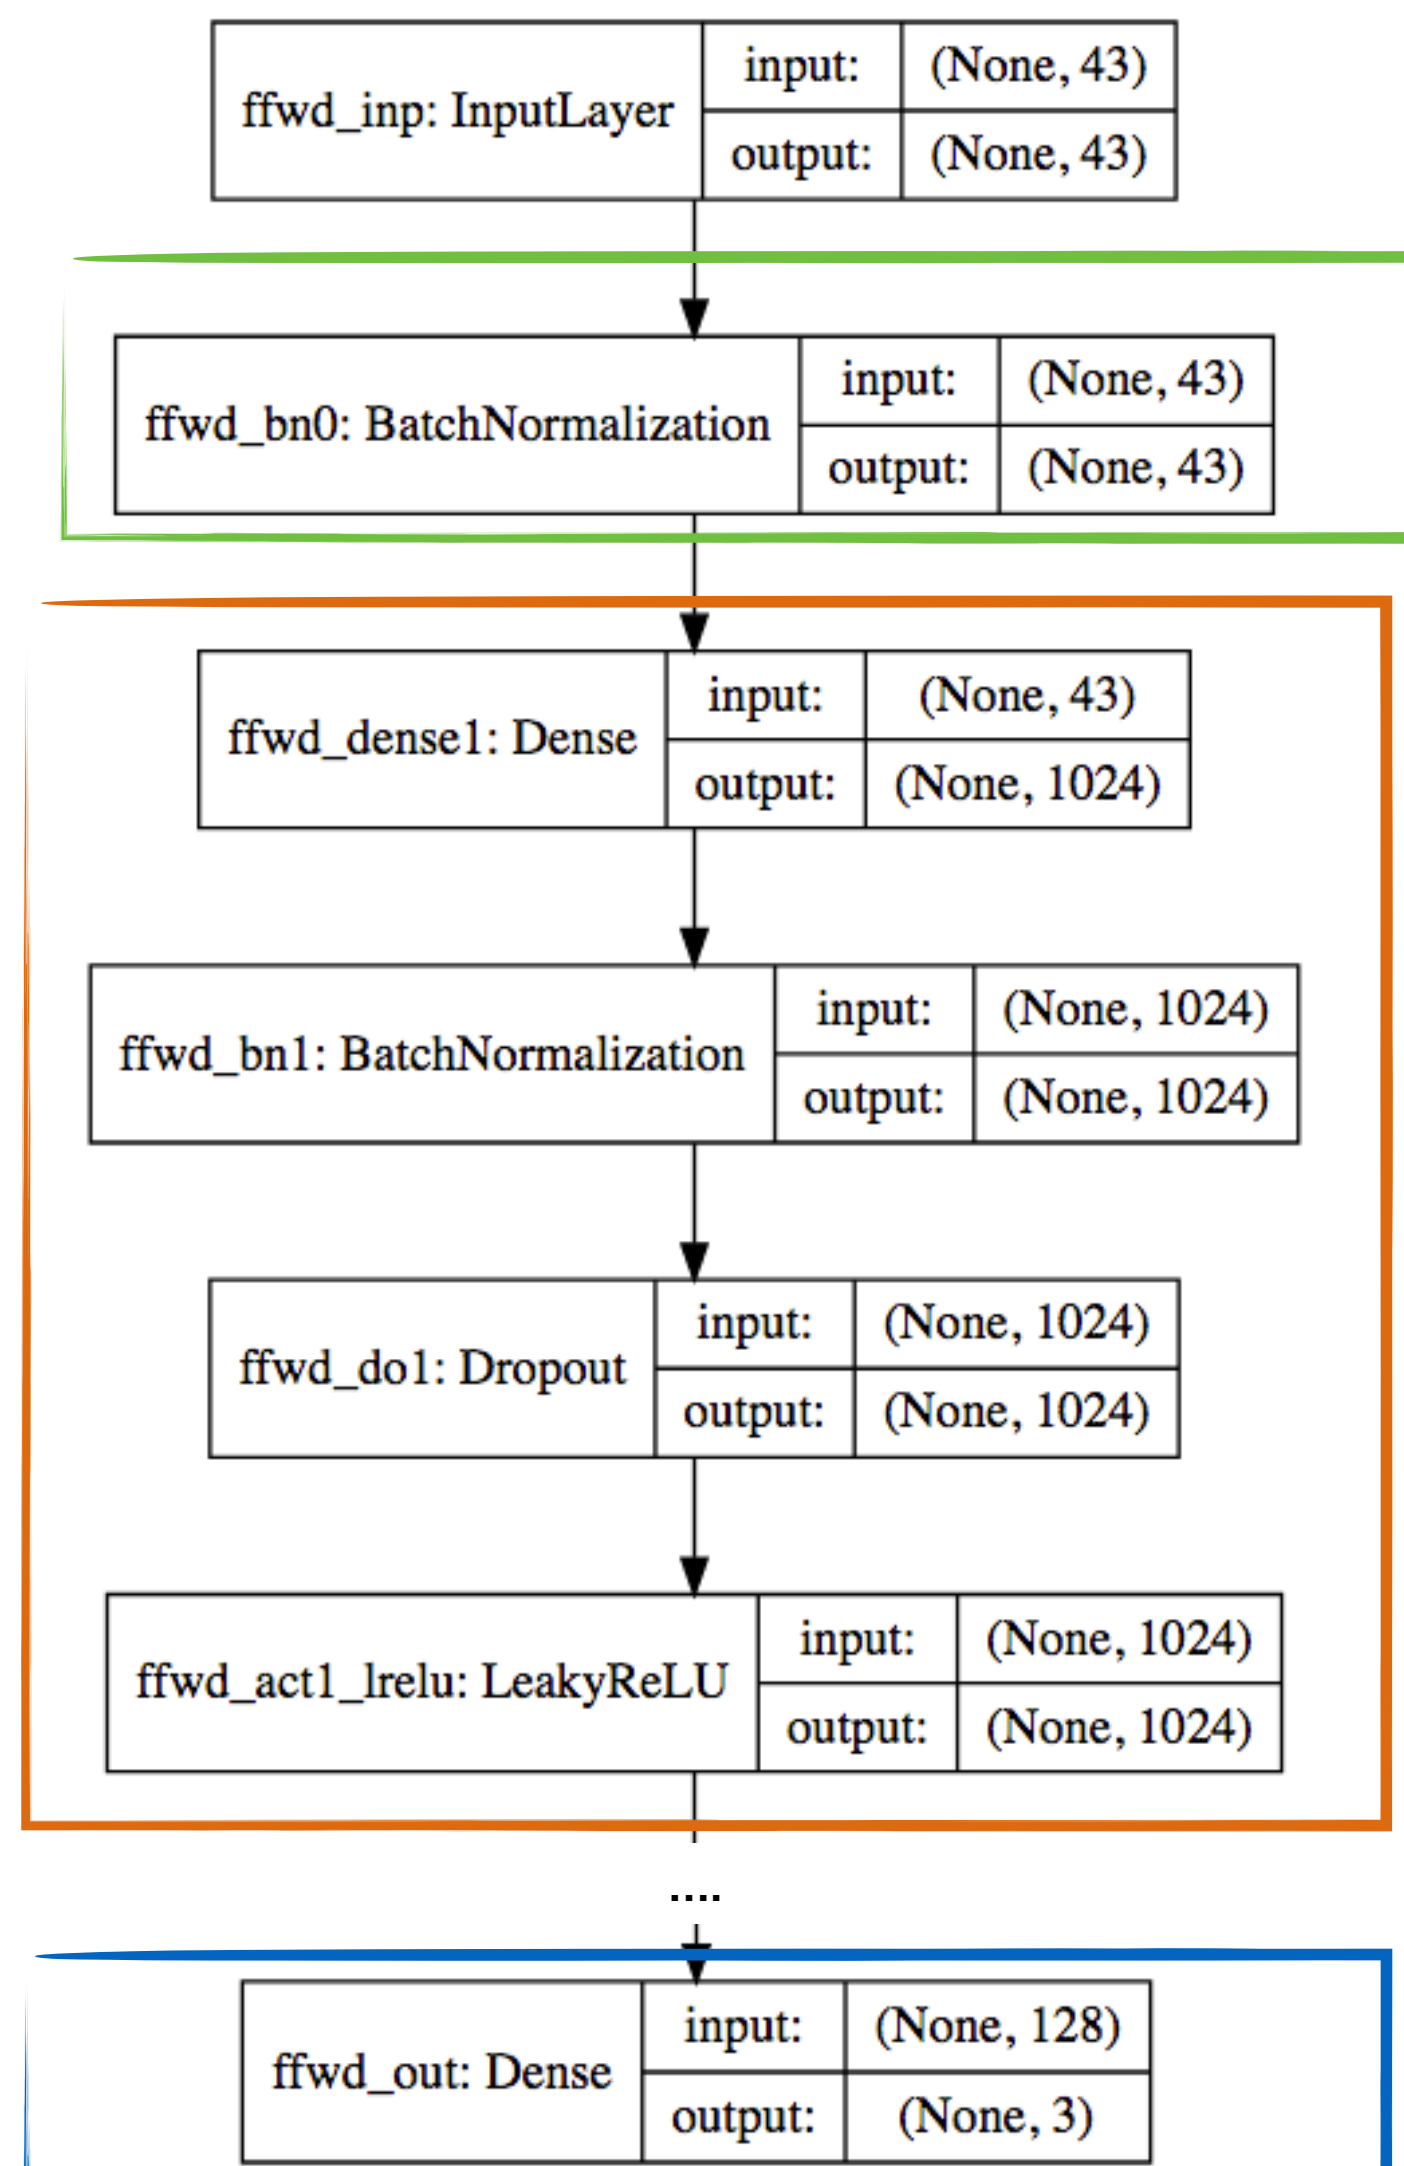 ffwd_inp: InputLayer
input: (None, 43)
output: (None, 43)
ffwd_bn0: BatchNormalization
input: (None, 43)
output: (None, 43)
ffwd_dense1: Dense
input: (None, 43)
output: (None, 1024)
ffwd_bn1: BatchNormalization
input: (None, 1024)
output: (None, 1024)
ffwd_do1: Dropout
input: (None, 1024)
output: (None, 1024)
ffwd_act1_lrelu: LeakyReLU
input: (None, 1024)
output: (None, 1024)
....
ffwd_out: Dense
input: (None, 128)
output: (None, 3)